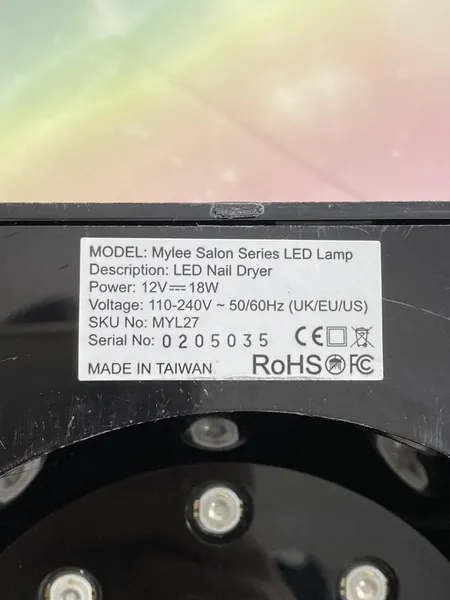 MODEL: Mylee Salon Series LED Lamp
Description: LED Nail Dryer
Power: 12V⎓18W
Voltage: 110-240V ~ 50/60Hz (UK/EU/US)
SKU No: MYL27
Serial No: 0205035 CE
MADE IN TAIWAN RoHS FC